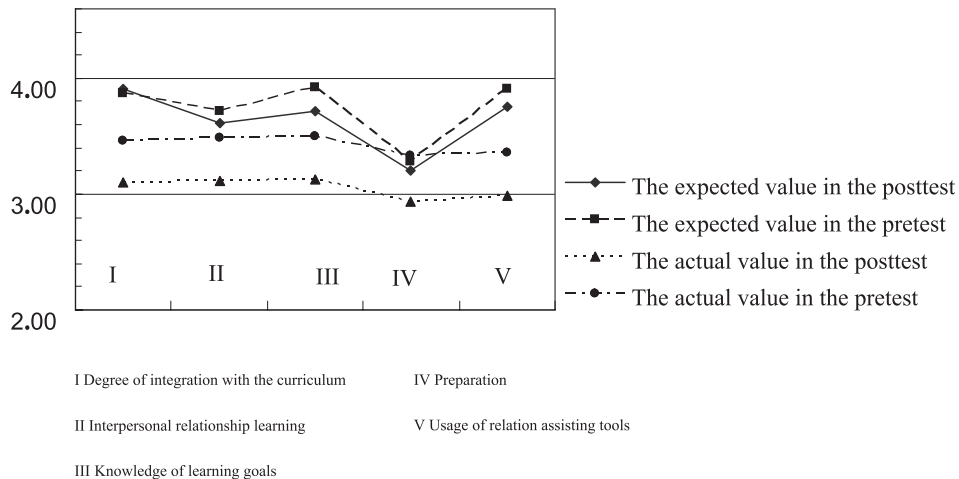 4.00
3.00
2.00
I
II
III
IV
V
The expected value in the posttest
The expected value in the pretest
The actual value in the posttest
The actual value in the pretest
I Degree of integration with the curriculum
IV Preparation
II Interpersonal relationship learning
V Usage of relation assisting tools
III Knowledge of learning goals